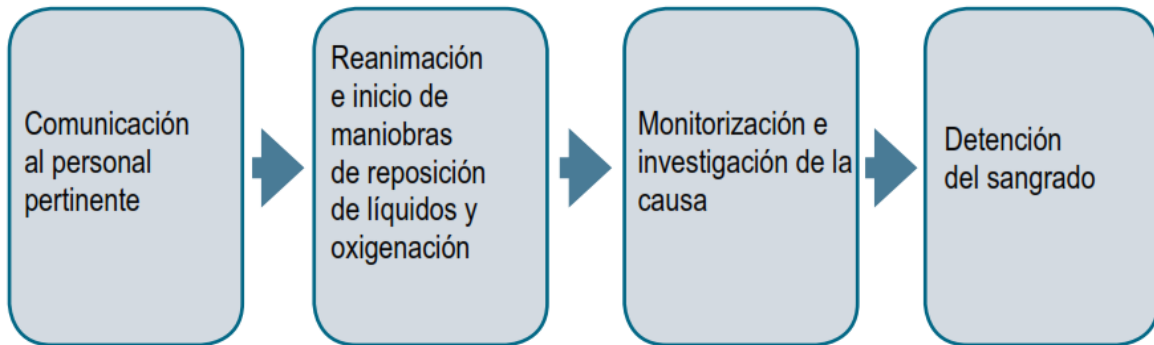 Comunicación
al personal
pertinente
Reanimación
e inicio de
maniobras
de reposición
de líquidos y
oxigenación
Monitorización e
investigación de la
causa
Detención
del sangrado